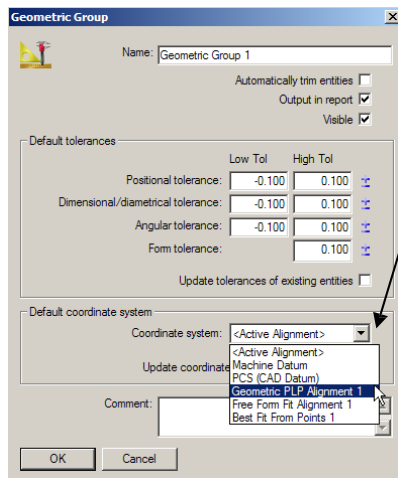 Geometric Group
Name: Geometric Group 1
Automatically trim entities
Output in report
Visible
Default tolerances
Low Tol High Tol
Positional tolerance: -0.100 0.100
Dimensional/diametrical tolerance: -0.100 0.100
Angular tolerance: -0.100 0.100
Form tolerance: 0.100
Update tolerances of existing entities
Default coordinate system
Coordinate system: <Active Alignment>
<Active Alignment>
Machine Datum
Update coordinate
PCS (CAD Datum)
Geometric PLP Alignment 1
Comment: Free Form Fit Alignment 1
Best Fit From Points 1
OK Cancel